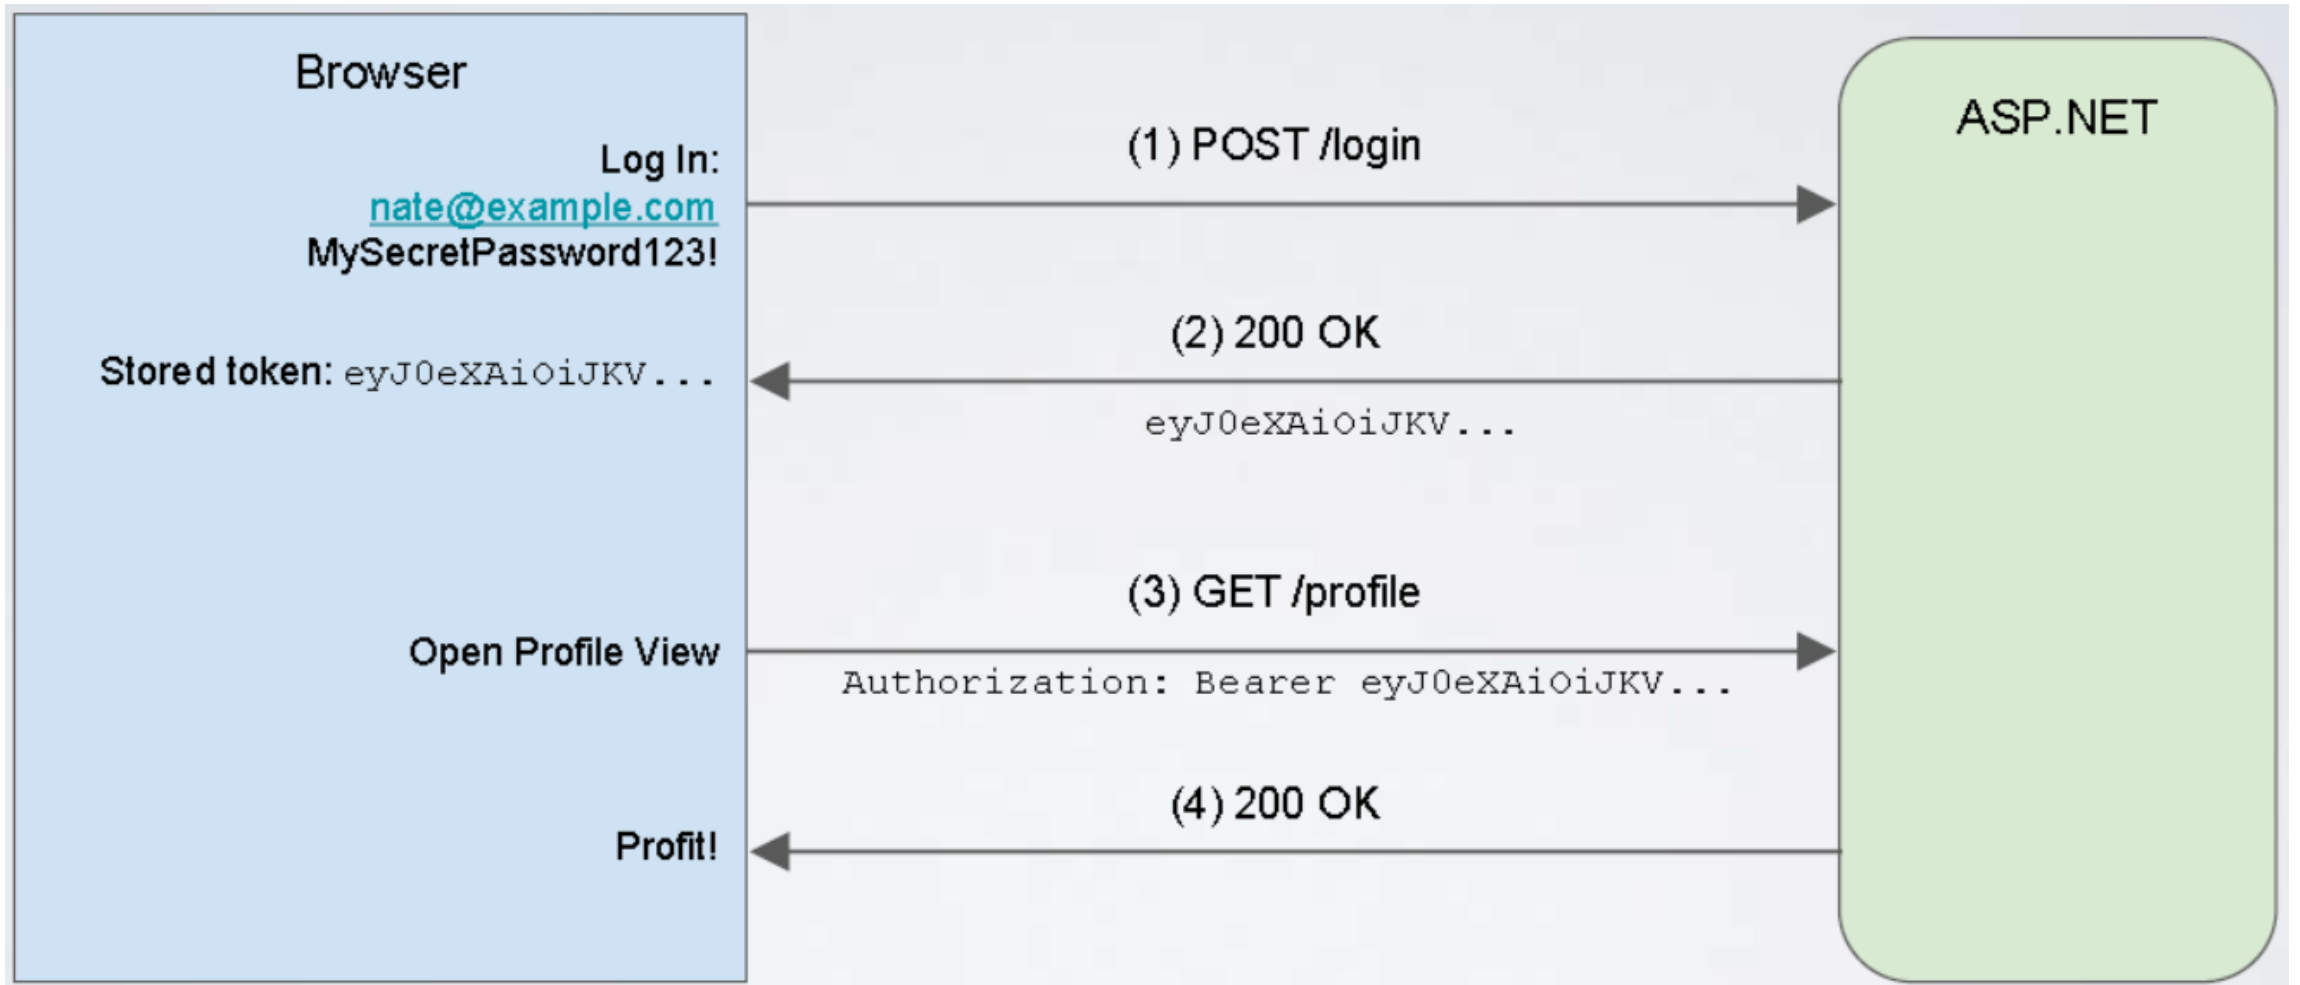 Browser
ASP.NET
(1) POST /login
Log In:
nate@example.com
MySecretPassword123!
(2) 200 OK
Stored token: eyJ0eXAiOiJKV...
eyJ0eXAiOiJKV...
(3) GET /profile
Open Profile View
Authorization: Bearer eyJ0eXAiOiJKV...
(4) 200 OK
Profit!